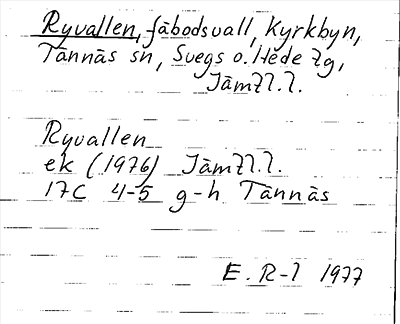 Ryvallen, fäbodsvall, Kyrkbyn,
Tännäs sn, Svegs o. Hede tg,
Jämtl. l.
Ryvallen
ek (1976) Jämtl. l.
17C 4-5 g-h Tännäs
E. R-l 1977